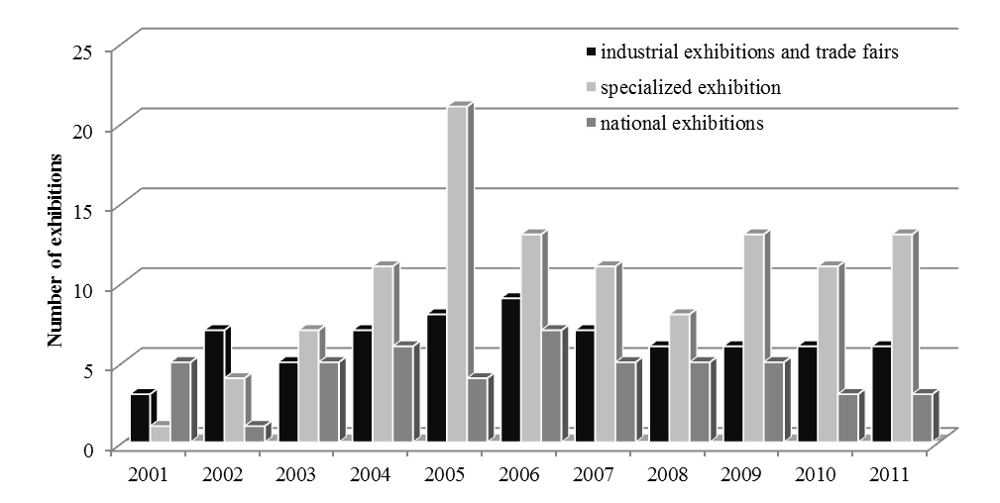 25
20
15
10
5
0
Number of exhibitions
industrial exhibitions and trade fairs
specialized exhibition
national exhibitions
2001 2002 2003 2004 2005 2006 2007 2008 2009 2010 2011